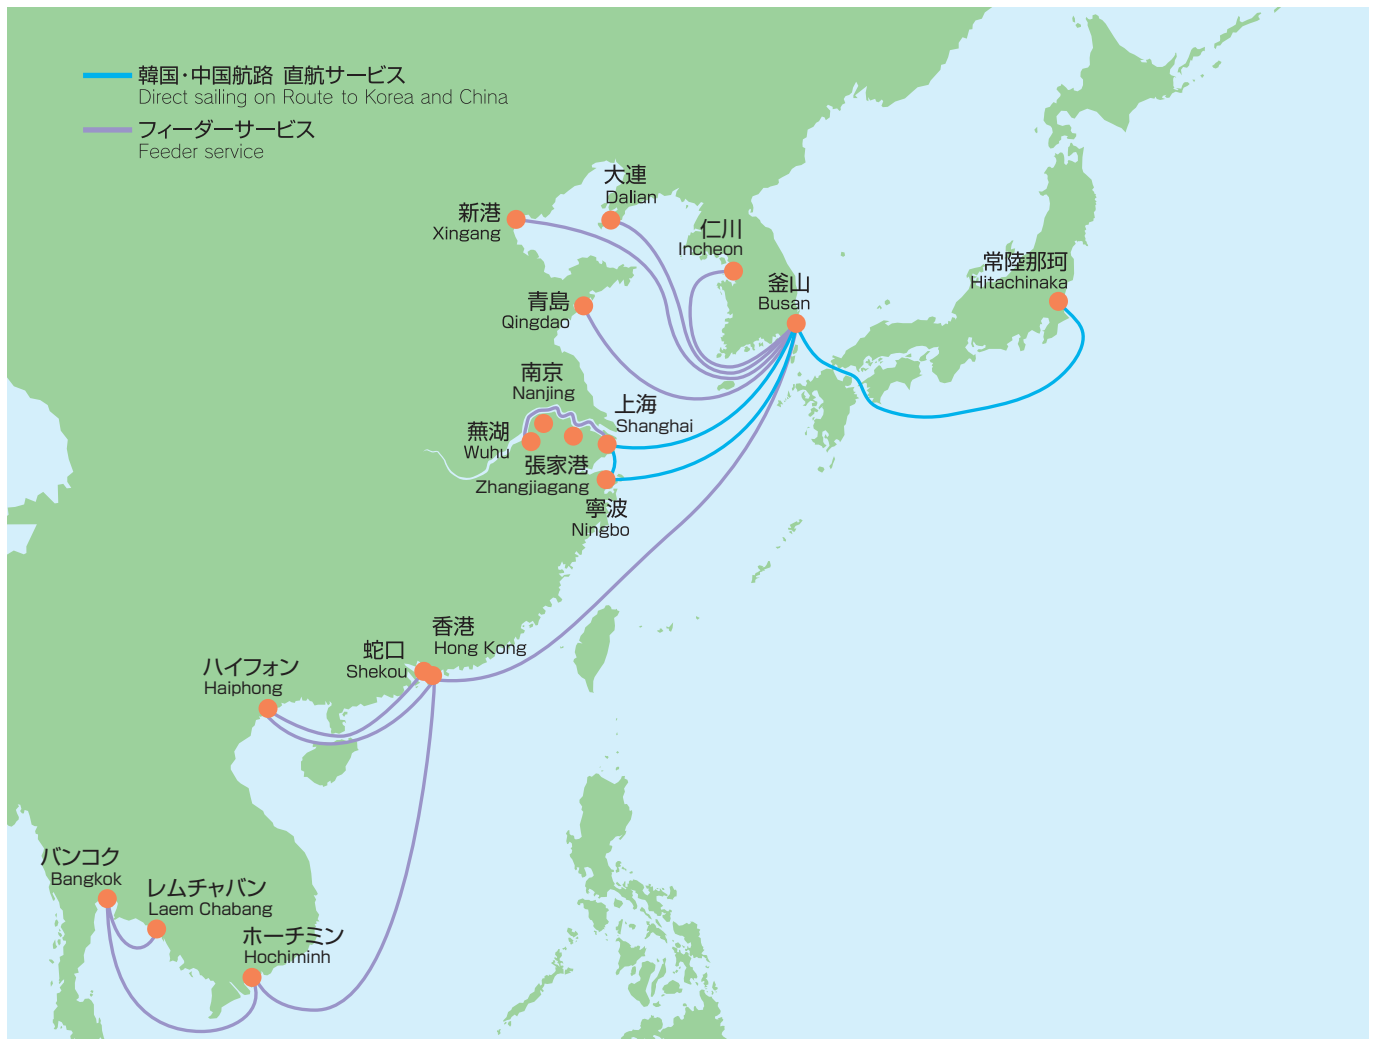 韓国・中国航路 直航サービス
Direct sailing on Route to Korea and China
フィーダーサービス
Feeder service
大連
Dalian
新港
Xingang
仁川
Incheon
常陸那珂
Hitachinaka
釜山
Busan
青島
Qingdao
南京
Nanjing
上海
Shanghai
蕪湖
Wuhu
張家港
Zhangjiagang
寧波
Ningbo
香港
Hong Kong
蛇口
Shekou
ハイフォン
Haiphong
バンコク
Bangkok
レムチャバン
Laem Chabang
ホーチミン
Hochiminh